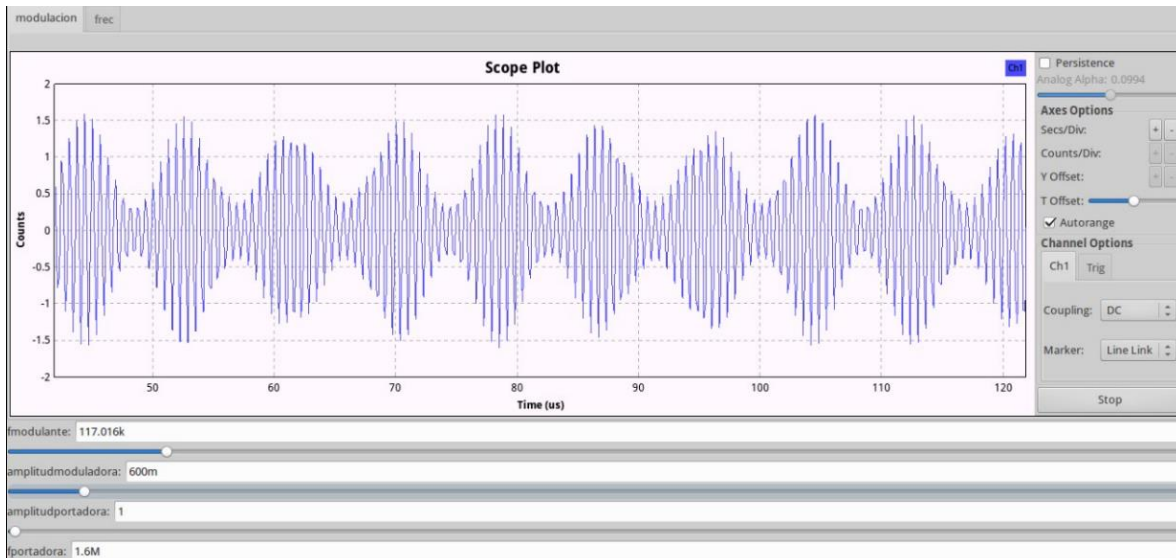 modulacion frec
Scope Plot
Ch1
2
1.5
1
0.5
0
-0.5
-1
-1.5
-2
Counts
50 60 70 80 90 100 110 120
Time (us)
Persistence
Analog Alpha: 0.0994
Axes Options
Secs/Div: + -
Counts/Div: + -
Y Offset: + -
T Offset:
Autorange
Channel Options
Ch1 Trig
Coupling: DC
Marker: Line Link
Stop
fmodulante: 117.016k
amplitudmoduladora: 600m
amplitudportadora: 1
fportadora: 1.6M